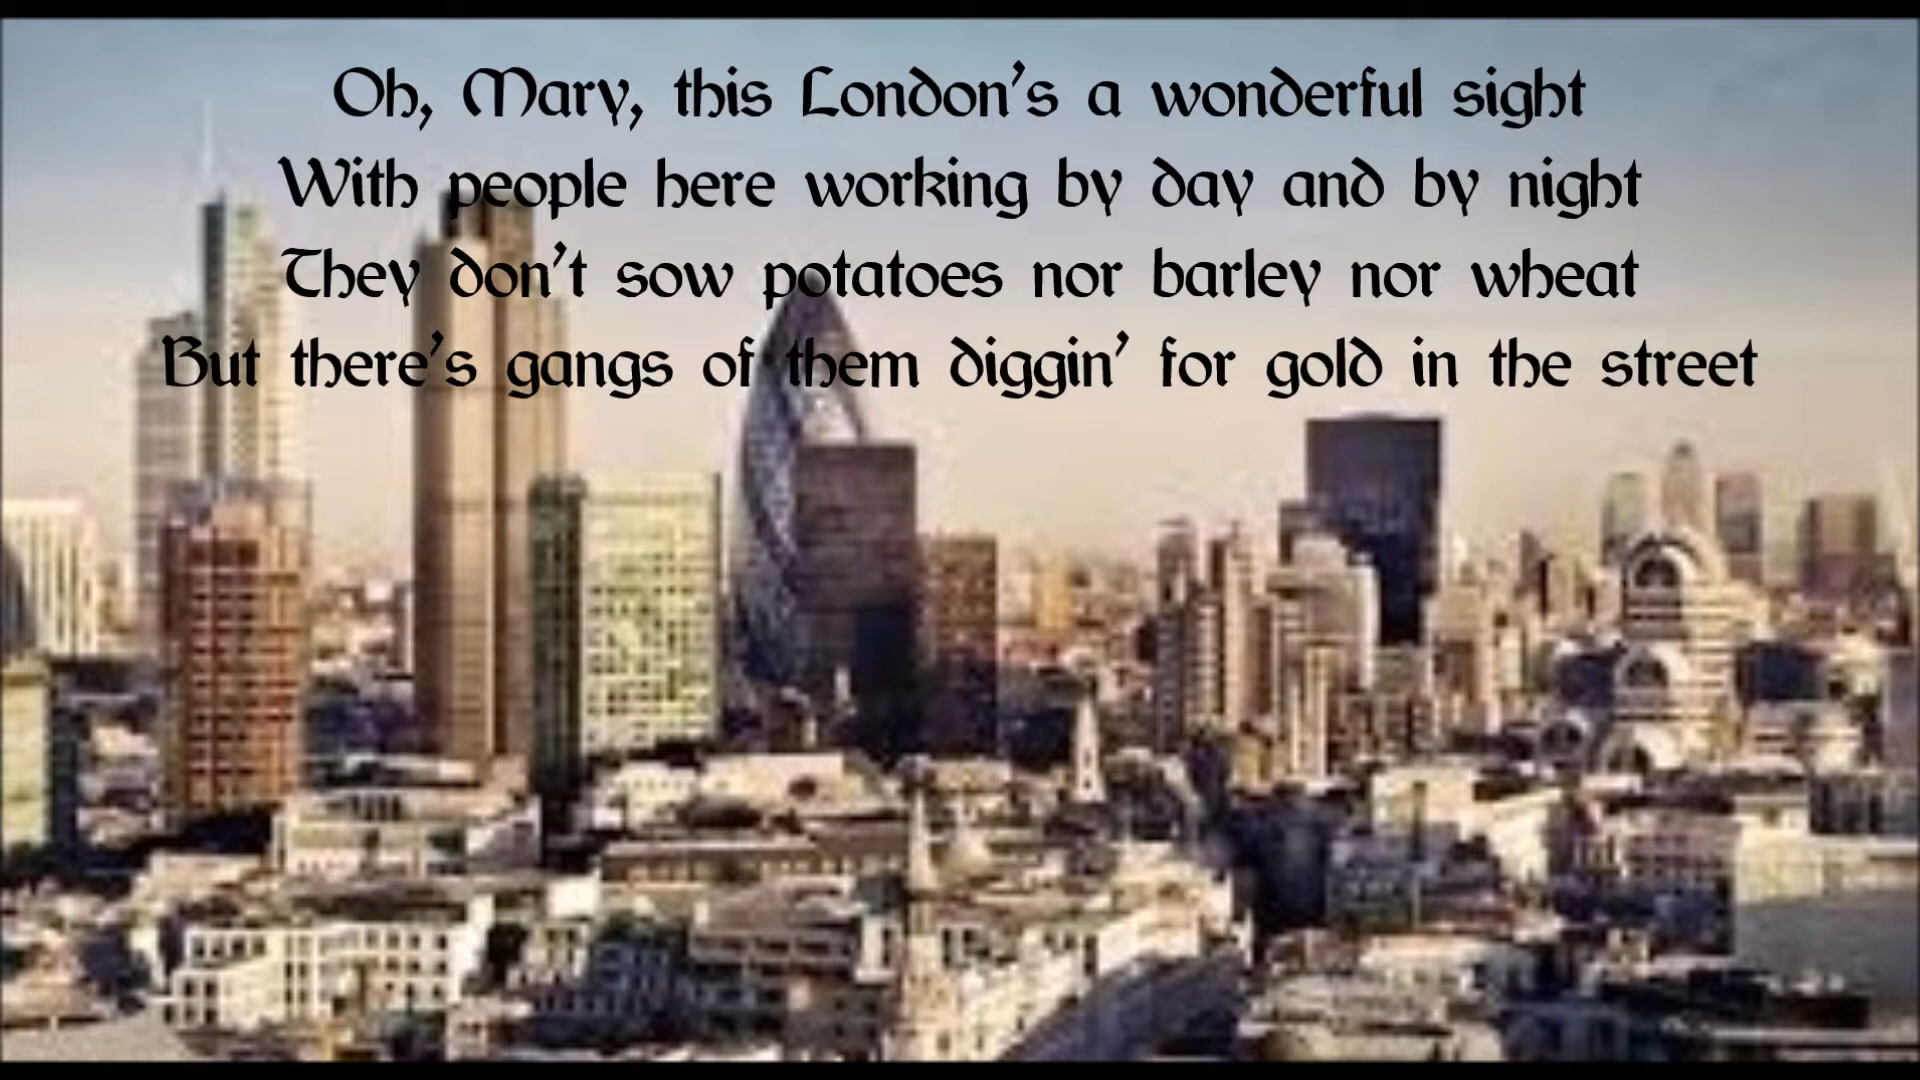 Oh, Mary, this London's a wonderful sight
With people here working by day and by night
They don't sow potatoes nor barley nor wheat
But there's gangs of them diggin' for gold in the street